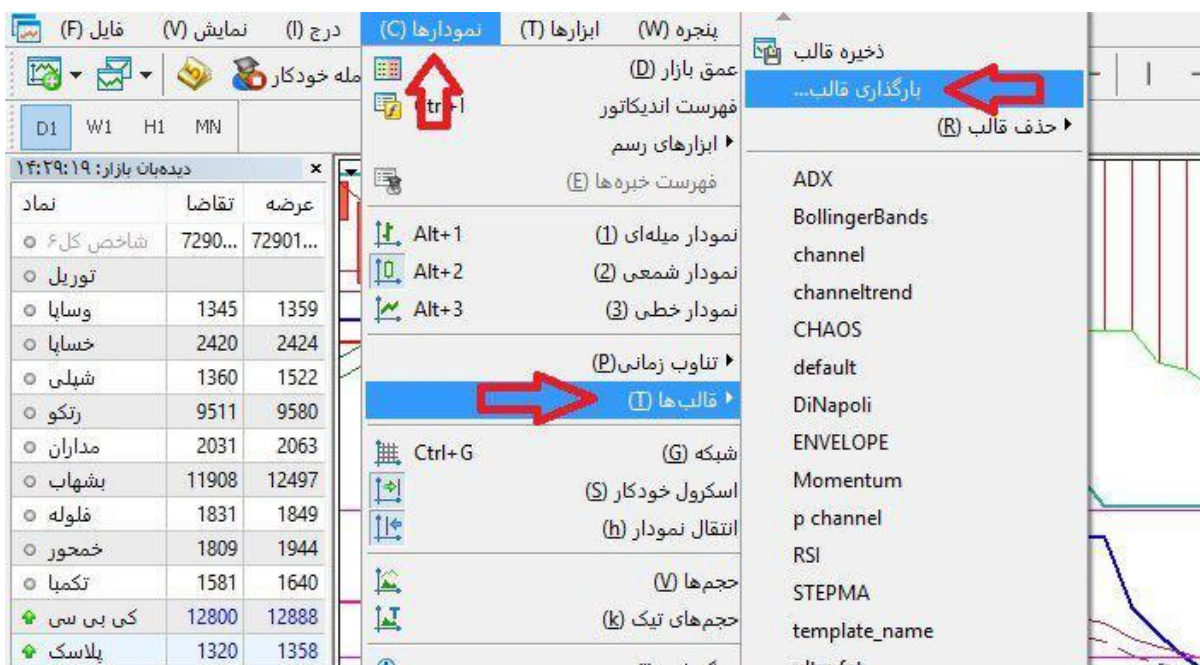 فایل (F) نمایش (V) درج (I) نمودارها (C) ابزارها (T) پنجره (W)
مله خودکار
D1 W1 H1 MN
دیده‌بان بازار: ۱۴:۲۹:۱۹
نماد تقاضا عرضه
شاخص کل۶ 7290... 72901...
توریل
وساپا 1345 1359
خساپا 2420 2424
شپلی 1360 1522
رتکو 9511 9580
مداران 2031 2063
بشهاب 11908 12497
فلوله 1831 1849
خمحور 1809 1944
تکمبا 1581 1640
کی بی سی 12800 12888
پلاسک 1320 1358
عمق بازار (D)
فهرست اندیکاتور
ابزارهای رسم
فهرست خبره ها (E)
نمودار میله‌ای (1) Alt+1
نمودار شمعی (2) Alt+2
نمودار خطی (3) Alt+3
تناوب زمانی(P)
قالب‌ها (T)
شبکه (G) Ctrl+G
اسکرول خودکار (S)
انتقال نمودار (h)
حجم‌ها (V)
حجم‌های تیک (k)
ذخیره قالب
بارگذاری قالب...
حذف قالب (R)
ADX
BollingerBands
channel
channeltrend
CHAOS
default
DiNapoli
ENVELOPE
Momentum
p channel
RSI
STEPMA
template_name